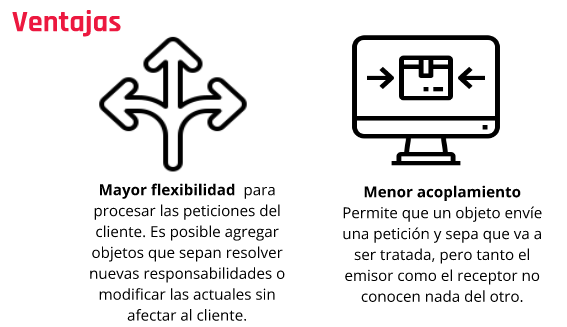 Ventajas
Mayor flexibilidad para
procesar las peticiones del
cliente. Es posible agregar
objetos que sepan resolver
nuevas responsabilidades o
modificar las actuales sin
afectar al cliente.
Menor acoplamiento
Permite que un objeto envíe
una petición y sepa que va a
ser tratada, pero tanto el
emisor como el receptor no
conocen nada del otro.